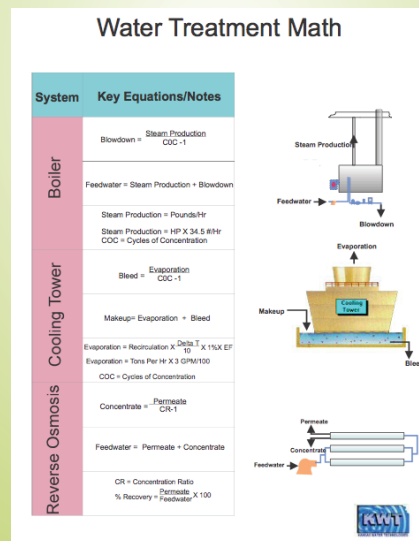 Water Treatment Math
System
Key Equations/Notes
Boiler
Blowdown = Steam Production
C0C -1
Feedwater = Steam Production + Blowdown
Steam Production = Pounds/Hr
Steam Production = HP X 34.5 #/Hr
COC = Cycles of Concentration
Steam Production
Feedwater
Blowdown
Cooling Tower
Bleed = Evaporation
C0C -1
Makeup= Evaporation + Bleed
Evaporation = Recirculation X Delta T X 1%X EF
10
Evaporation = Tons Per Hr X 3 GPM/100
COC = Cycles of Concentration
Evaporation
Cooling
Tower
Makeup
Bleed
Reverse Osmosis
Concentrate = Permeate
CR-1
Feedwater = Permeate + Concentrate
CR = Concentration Ratio
% Recovery = Permeate X 100
Feedwater
Permeate
Concentrate
Feedwater
KWT